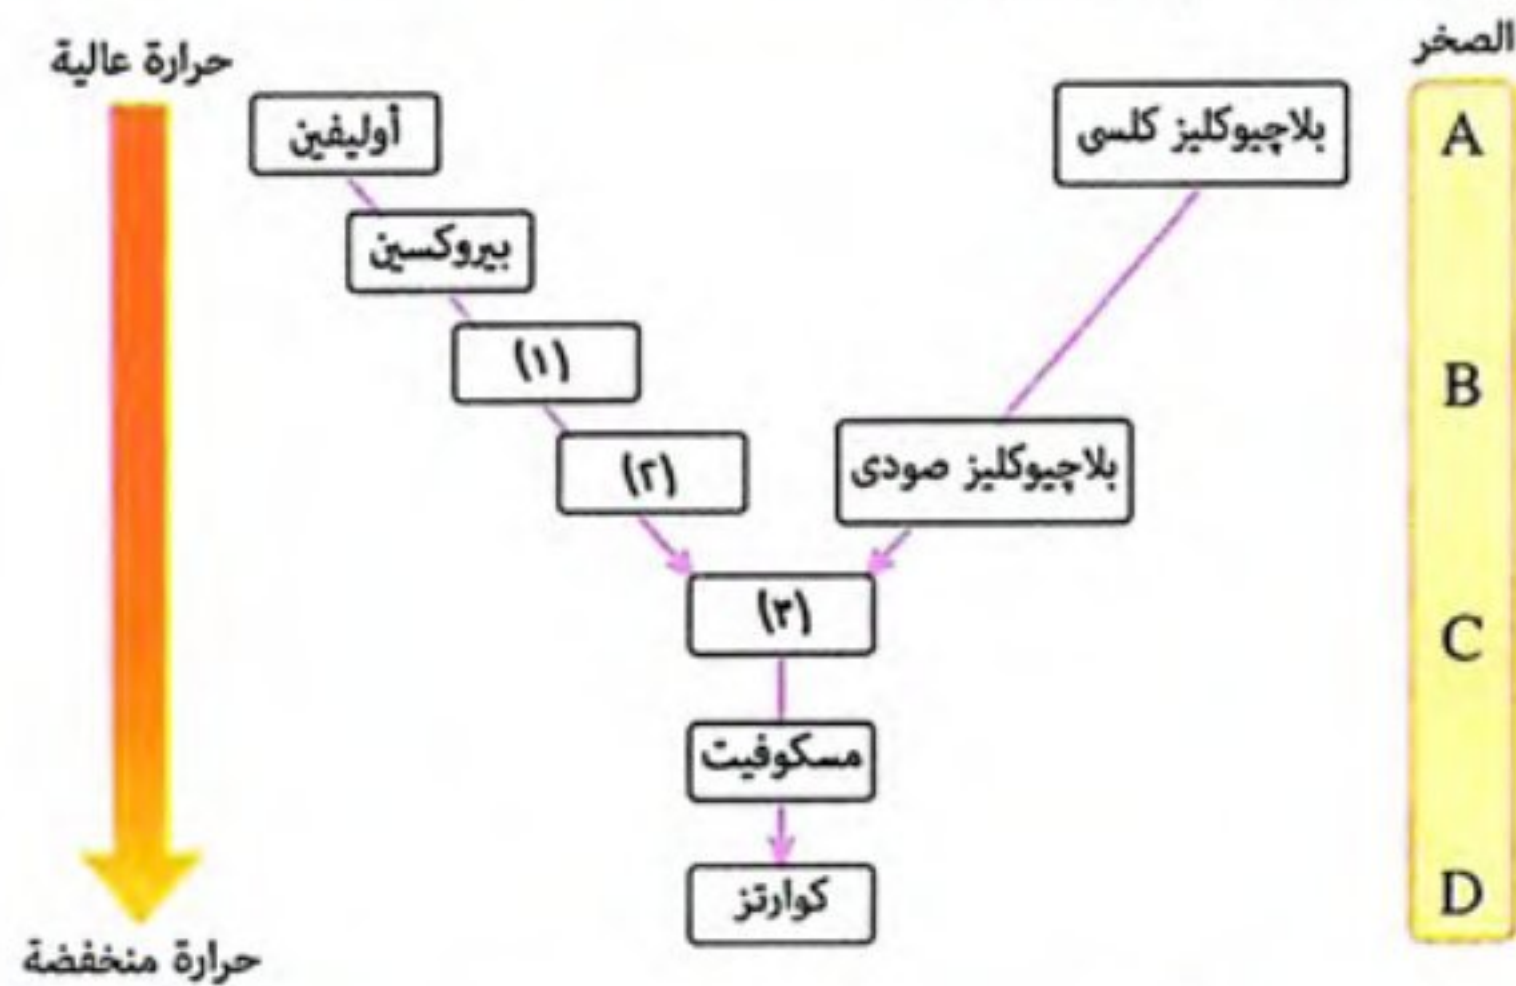 الصخر
حرارة عالية
أوليفين
بلاچيوكليز كلسى
A
بيروكسين
(١)
B
(٢)
بلاچيوكليز صودى
(٣)
C
مسكوفيت
كوارتز
D
حرارة منخفضة